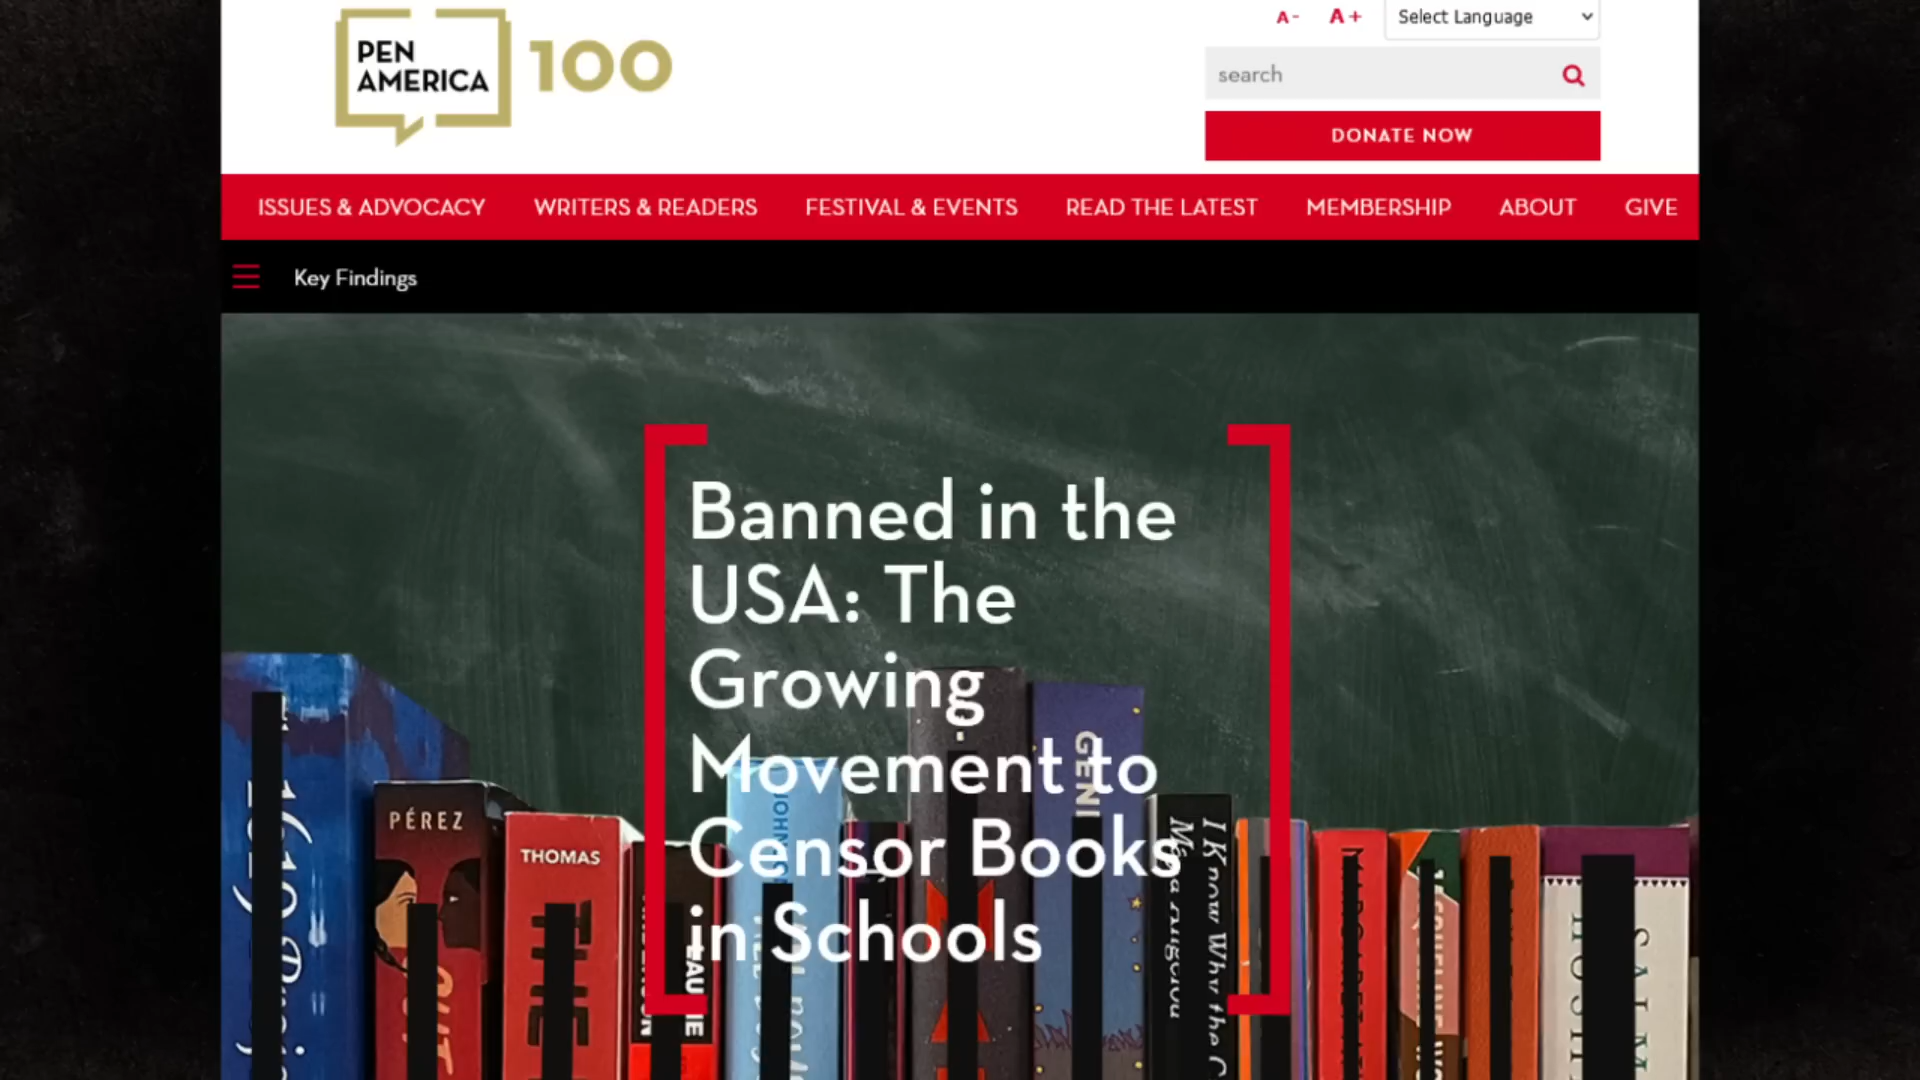 PEN
AMERICA
100
A-
A+
Select Language
search
DONATE NOW
ISSUES & ADVOCACY
WRITERS & READERS
FESTIVAL & EVENTS
READ THE LATEST
MEMBERSHIP
ABOUT
GIVE
Key Findings
Banned in the
USA: The
Growing
Movement to
Censor Books
in Schools
PÉREZ
THOMAS
GENI
I Know Why the C